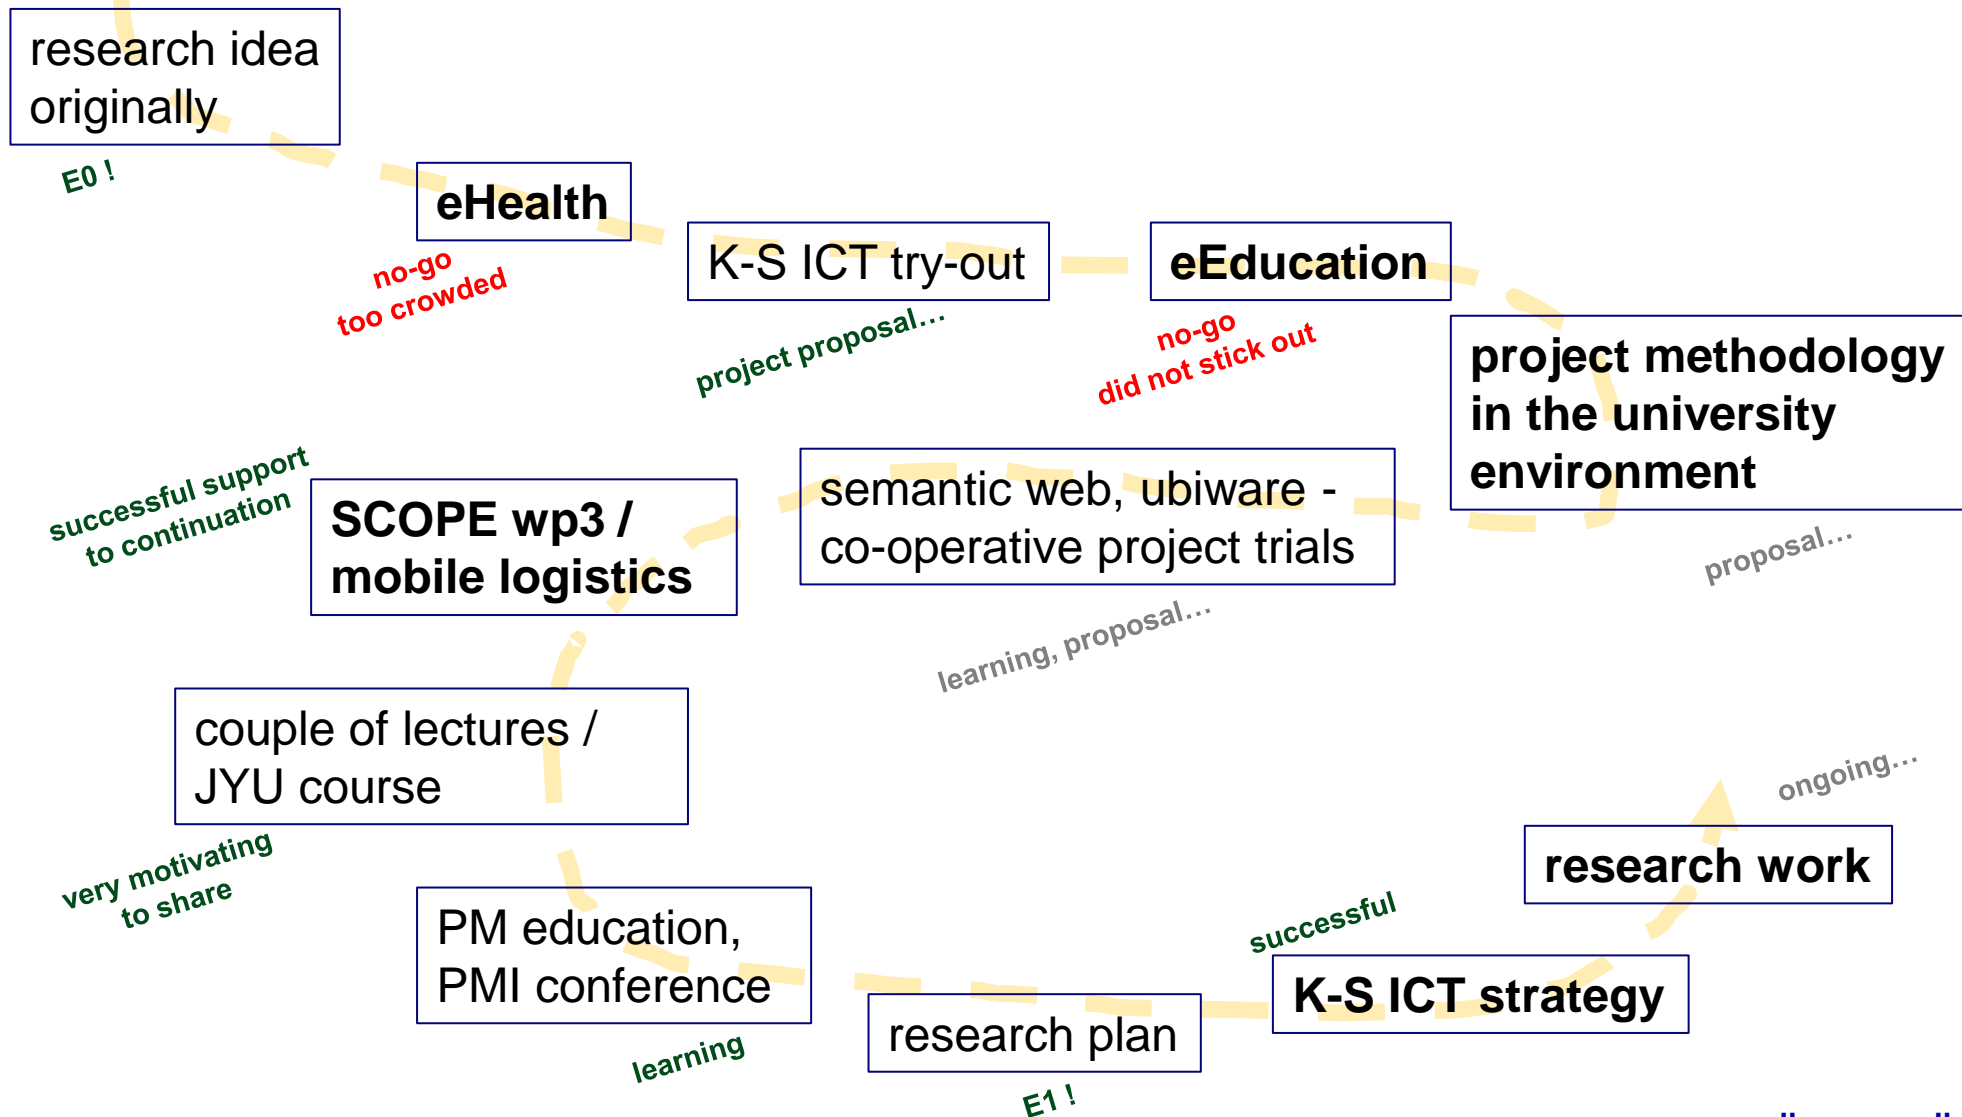 research idea
originally
E0 !
eHealth
no-go
too crowded
K-S ICT try-out
project proposal…
eEducation
no-go
did not stick out
project methodology
in the university
environment
proposal…
semantic web, ubiware -
co-operative project trials
learning, proposal…
SCOPE wp3 /
mobile logistics
successful support
to continuation
couple of lectures /
JYU course
very motivating
to share
PM education,
PMI conference
learning
research plan
E1 !
K-S ICT strategy
successful
research work
ongoing…